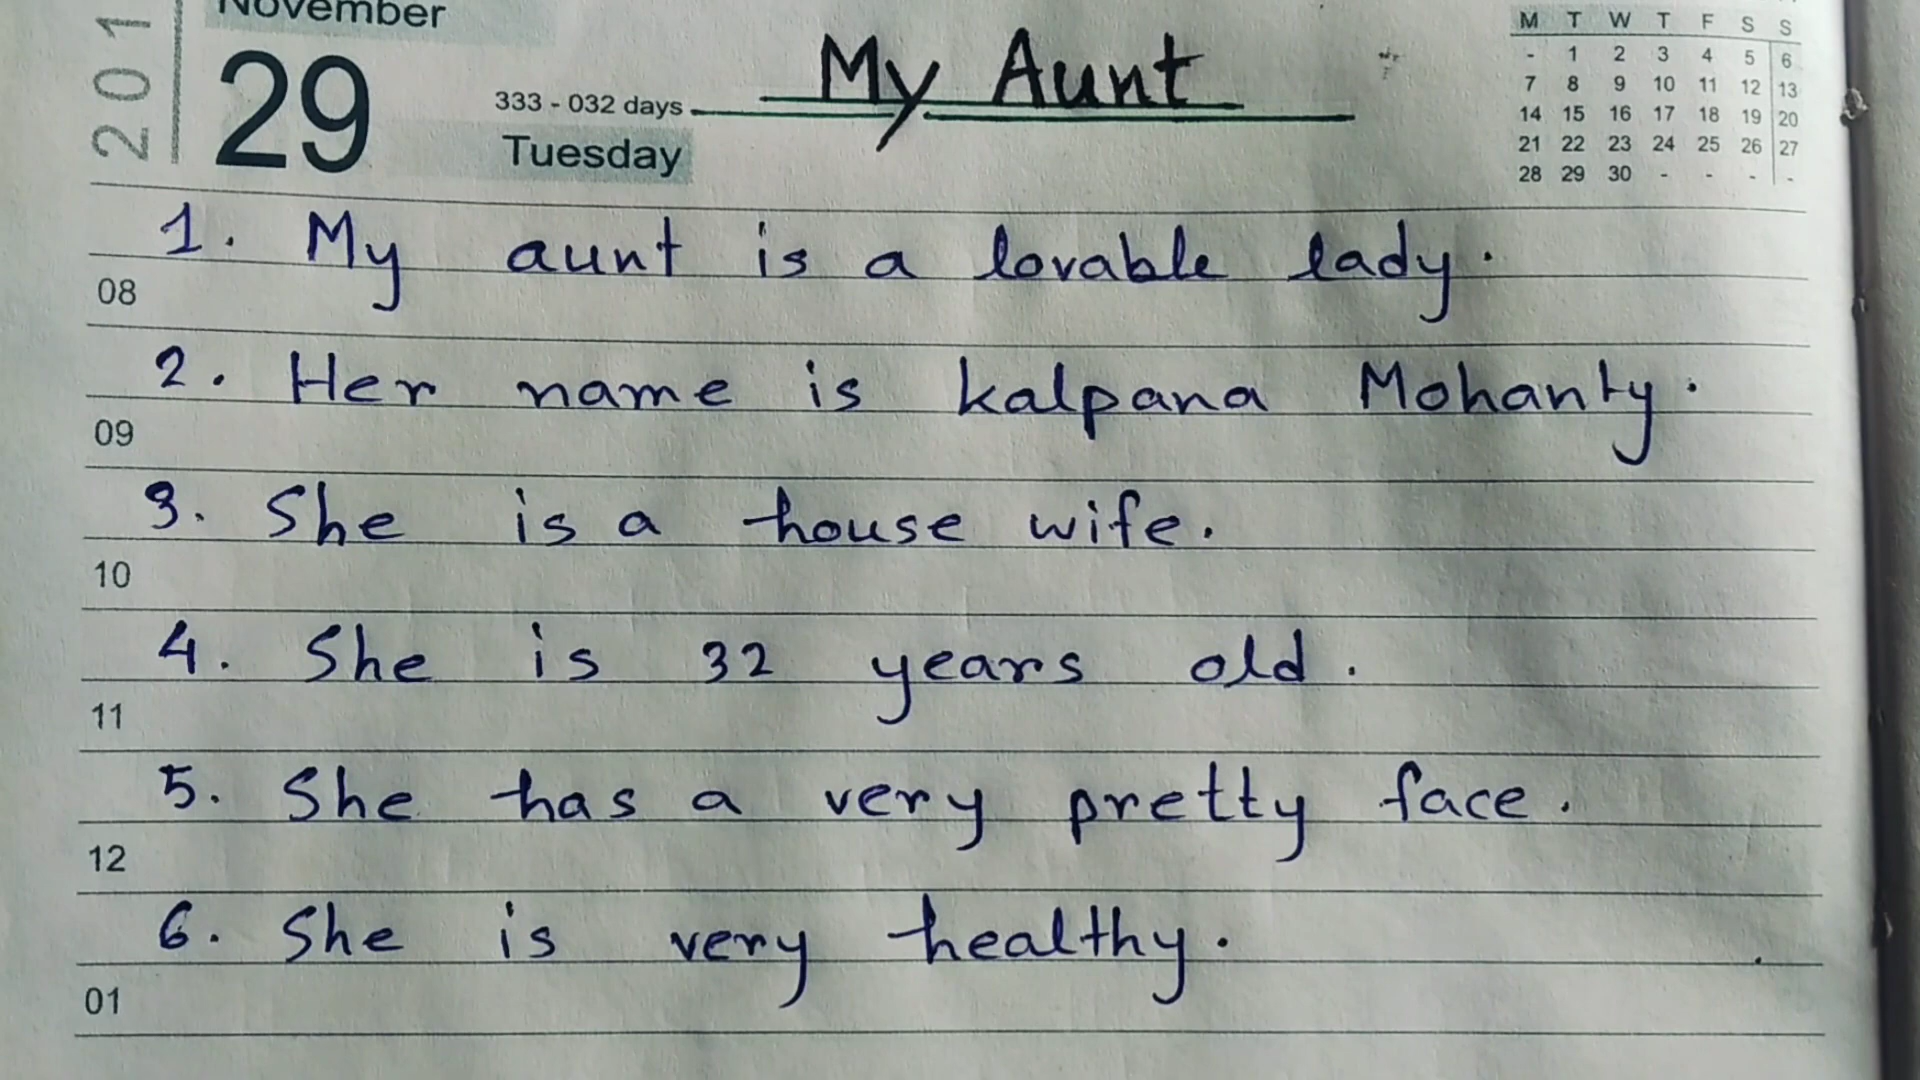 November
201
29
333 - 032 days
Tuesday
My Aunt
M T W T F S S
- 1 2 3 4 5 6
7 8 9 10 11 12 13
14 15 16 17 18 19 20
21 22 23 24 25 26 27
28 29 30 - - - -
1. My aunt is a lovable lady.
08
2. Her name is kalpana Mohanty.
09
3. She is a house wife.
10
4. She is 32 years old.
11
5. She has a very pretty face.
12
6. She is very healthy.
01